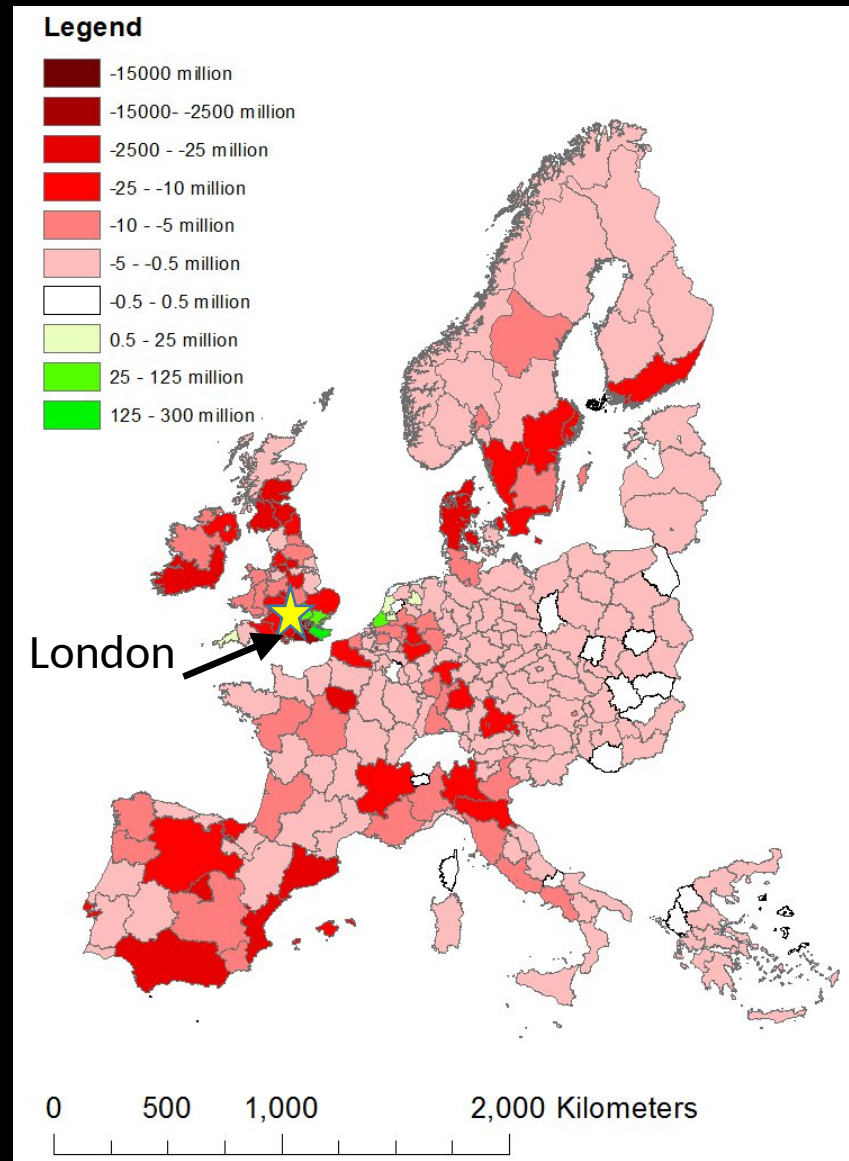 Legend
-15000 million
-15000- -2500 million
-2500 - -25 million
-25 - -10 million
-10 - -5 million
-5 - -0.5 million
-0.5 - 0.5 million
0.5 - 25 million
25 - 125 million
125 - 300 million
London
0 500 1,000 2,000 Kilometers